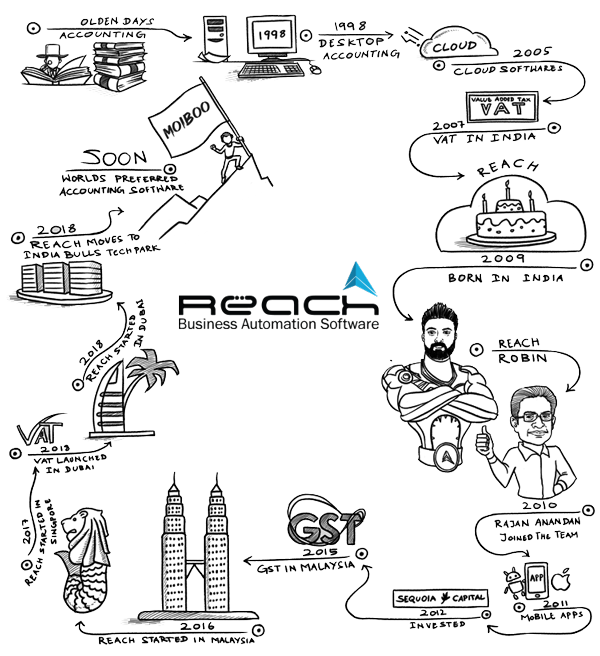 OLDEN DAYS
ACCOUNTING
1998
1998
DESKTOP
ACCOUNTING
CLOUD
2005
CLOUD SOFTWARES
VALUE ADDED TAX
VAT
2007
VAT IN INDIA
REACH
2009
BORN IN INDIA
REACH
ROBIN
2010
RAJAN ANANDAN
JOINED THE TEAM
APP
2011
MOBILE APPS
SEQUOIA CAPITAL
2012
INVESTED
GST
2015
GST IN MALAYSIA
2016
REACH STARTED IN MALAYSIA
2017
REACH STARTED IN
SINGPORE
VAT
2018
VAT LAUNCHED
IN DUBAI
2018
REACH STARTED
IN DUBAI
2018
REACH MOVES TO
INDIA BULLS TECH PARK
SOON
WORLDS PREFERRED
ACCOUNTING SOFTWARE
MOIBOO
Reach
Business Automation Software